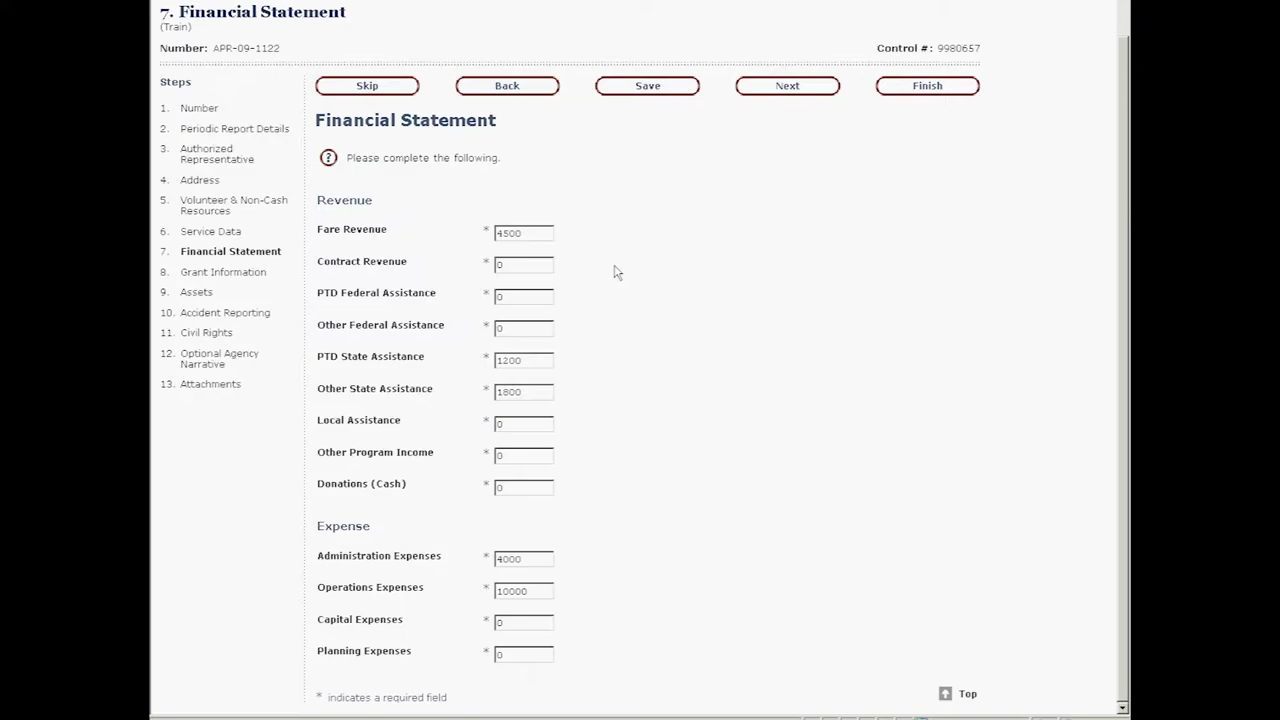 7. Financial Statement
(Train)
Number: APR-09-1122 Control #: 9980657
Steps
1. Number
2. Periodic Report Details
3. Authorized
Representative
4. Address
5. Volunteer & Non-Cash
Resources
6. Service Data
7. Financial Statement
8. Grant Information
9. Assets
10. Accident Reporting
11. Civil Rights
12. Optional Agency
Narrative
13. Attachments
Skip Back Save Next Finish
Financial Statement
? Please complete the following.
Revenue
Fare Revenue * 4500
Contract Revenue * 0
PTD Federal Assistance * 0
Other Federal Assistance * 0
PTD State Assistance * 1200
Other State Assistance * 1800
Local Assistance * 0
Other Program Income * 0
Donations (Cash) * 0
Expense
Administration Expenses * 4000
Operations Expenses * 10000
Capital Expenses * 0
Planning Expenses * 0
* indicates a required field
Top